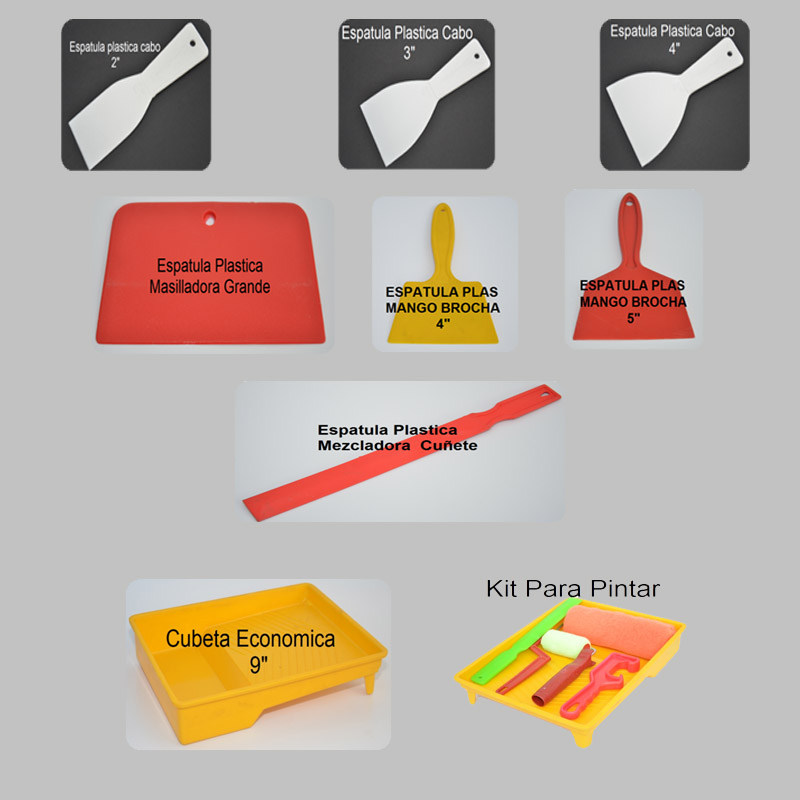 Espatula plastica cabo
2"
Espatula Plastica Cabo
3"
Espatula Plastica Cabo
4"
Espatula Plastica
Masilladora Grande
ESPATULA PLAS
MANGO BROCHA
4"
ESPATULA PLAS
MANGO BROCHA
5"
Espatula Plastica
Mezcladora Cuñete
Cubeta Economica
9"
Kit Para Pintar